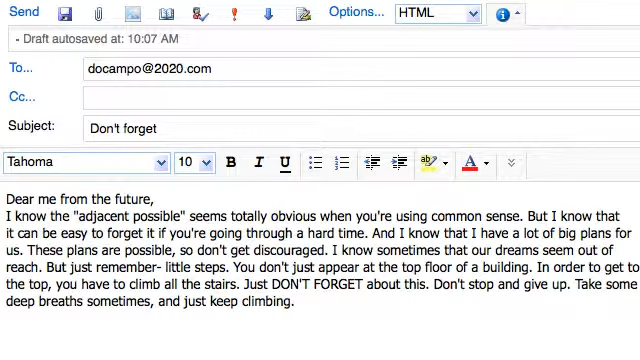 Send Options... HTML
- Draft autosaved at: 10:07 AM
To... docampo@2020.com
Cc...
Subject: Don't forget
Tahoma 10 B I U ab A
Dear me from the future,
I know the "adjacent possible" seems totally obvious when you're using common sense. But I know that
it can be easy to forget it if you're going through a hard time. And I know that I have a lot of big plans for
us. These plans are possible, so don't get discouraged. I know sometimes that our dreams seem out of
reach. But just remember- little steps. You don't just appear at the top floor of a building. In order to get to
the top, you have to climb all the stairs. Just DON'T FORGET about this. Don't stop and give up. Take some
deep breaths sometimes, and just keep climbing.